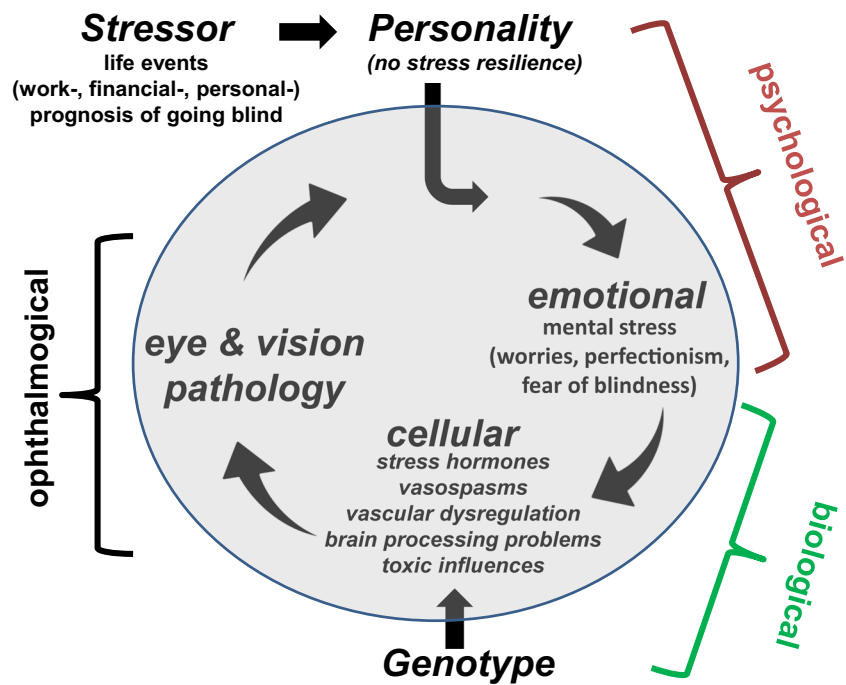 Stressor
life events
(work-, financial-, personal-)
prognosis of going blind
Personality
(no stress resilience)
psychological
emotional
mental stress
(worries, perfectionism,
fear of blindness)
cellular
stress hormones
vasospasms
vascular dysregulation
brain processing problems
toxic influences
biological
Genotype
eye & vision
pathology
ophthalmogical